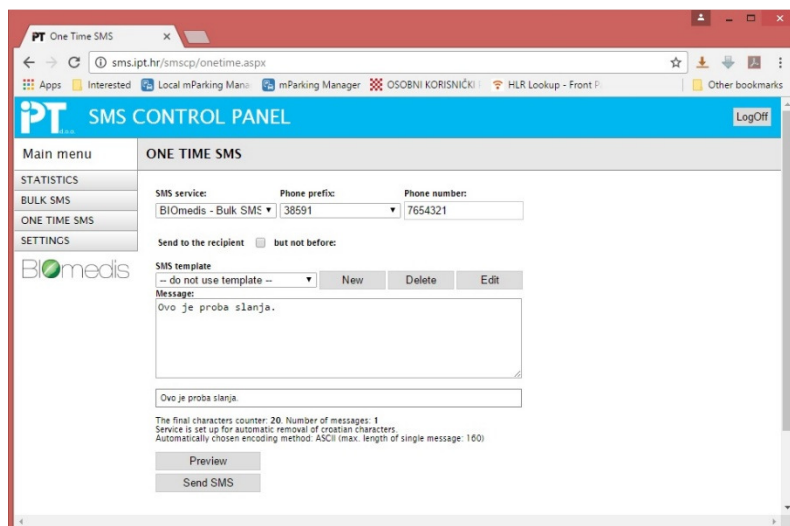 PT One Time SMS
sms.ipt.hr/smscp/onetime.aspx
Apps Interested Local mParking Mana mParking Manager OSOBNI KORISNIČKI HLR Lookup - Front P Other bookmarks
iPT d.o.o. SMS CONTROL PANEL LogOff
Main menu
ONE TIME SMS
STATISTICS
BULK SMS
ONE TIME SMS
SETTINGS
BIOmedis
SMS service: Phone prefix: Phone number:
BIOmedis - Bulk SMS 38591 7654321
Send to the recipient but not before:
SMS template
-- do not use template -- New Delete Edit
Message:
Ovo je proba slanja.
Ovo je proba slanja.
The final characters counter: 20. Number of messages: 1
Service is set up for automatic removal of croatian characters.
Automatically chosen encoding method: ASCII (max. length of single message: 160)
Preview
Send SMS